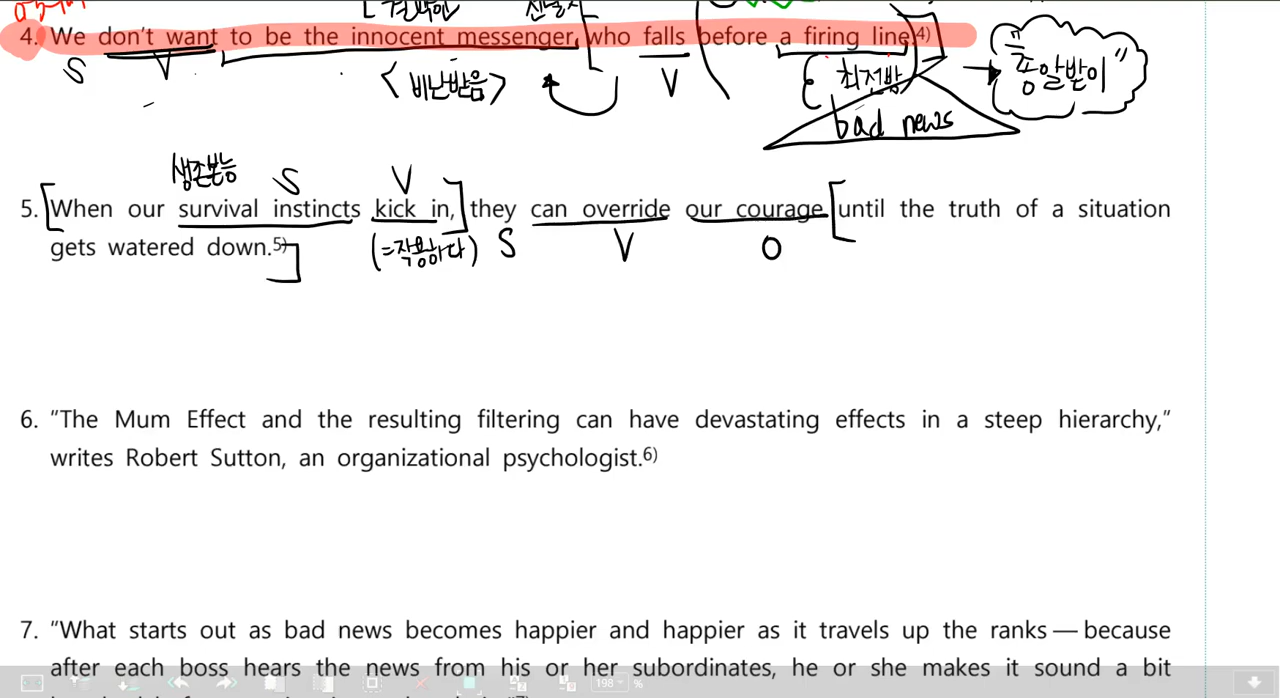 결백한
4. We don't want to be the innocent messenger, who falls before a firing line.4)
S V V
<비난받음> 최전방 "총알받이"
bad news
생존본능 S V
5. When our survival instincts kick in, they can override our courage until the truth of a situation
gets watered down.5)
(=작용하다) S V O
6. "The Mum Effect and the resulting filtering can have devastating effects in a steep hierarchy,"
writes Robert Sutton, an organizational psychologist.6)
7. "What starts out as bad news becomes happier and happier as it travels up the ranks — because
after each boss hears the news from his or her subordinates, he or she makes it sound a bit
198 %